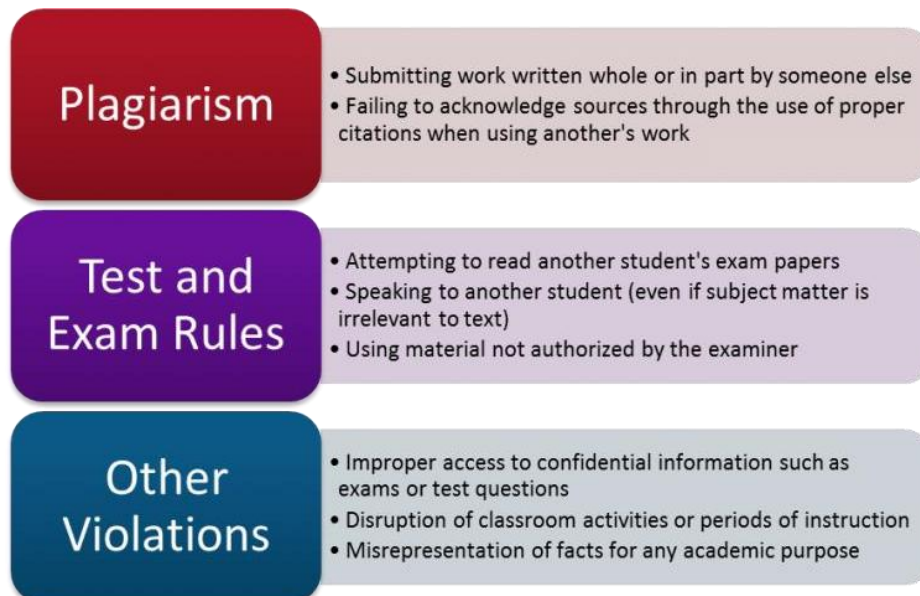 Plagiarism
• Submitting work written whole or in part by someone else
• Failing to acknowledge sources through the use of proper
citations when using another's work
Test and
Exam Rules
• Attempting to read another student's exam papers
• Speaking to another student (even if subject matter is
irrelevant to text)
• Using material not authorized by the examiner
Other
Violations
• Improper access to confidential information such as
exams or test questions
• Disruption of classroom activities or periods of instruction
• Misrepresentation of facts for any academic purpose